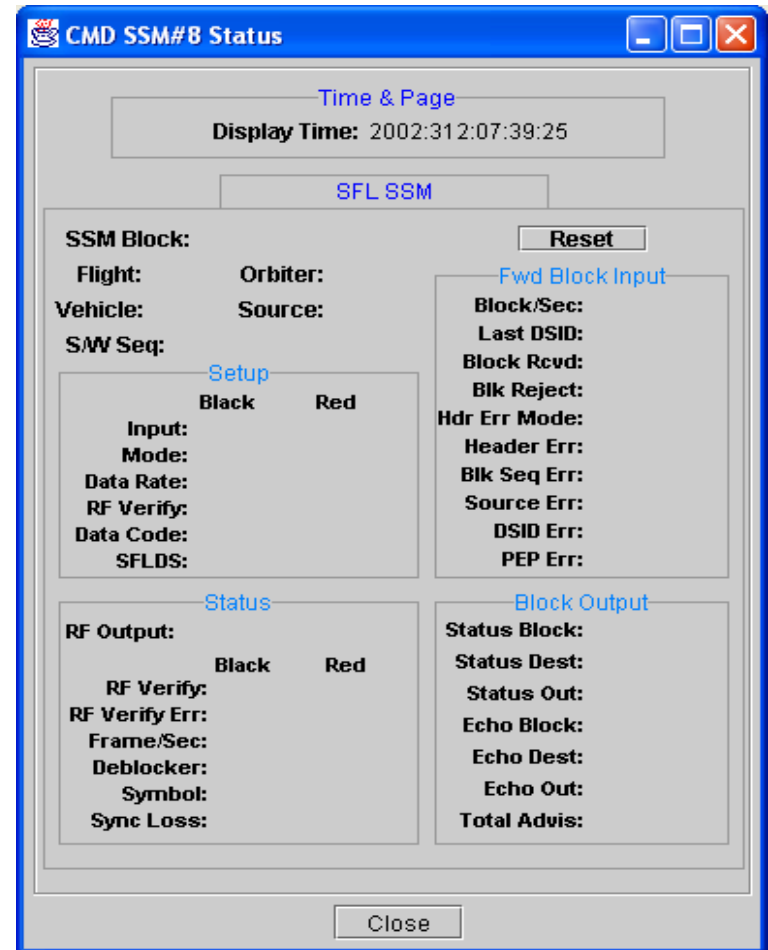 CMD SSM#8 Status
Time & Page
Display Time: 2002:312:07:39:25
SFL SSM
SSM Block:
Reset
Flight: Orbiter:
Vehicle: Source:
S/W Seq:
Setup
Black Red
Input:
Mode:
Data Rate:
RF Verify:
Data Code:
SFLDS:
Fwd Block Input
Block/Sec:
Last DSID:
Block Rcvd:
Blk Reject:
Hdr Err Mode:
Header Err:
Blk Seq Err:
Source Err:
DSID Err:
PEP Err:
Status
RF Output:
Black Red
RF Verify:
RF Verify Err:
Frame/Sec:
Deblocker:
Symbol:
Sync Loss:
Block Output
Status Block:
Status Dest:
Status Out:
Echo Block:
Echo Dest:
Echo Out:
Total Advis:
Close